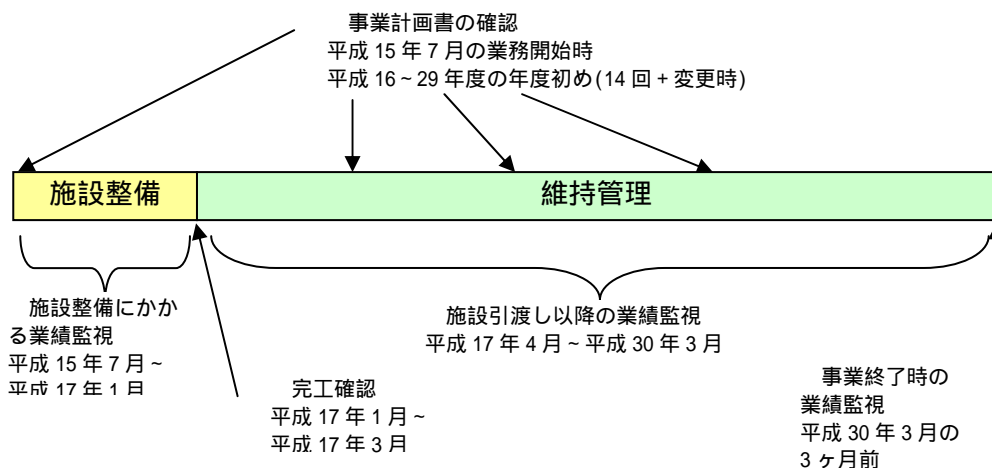 事業計画書の確認
平成 15 年 7 月の業務開始時
平成 16 ~ 29 年度の年度初め(14 回 + 変更時)
施設整備
維持管理
施設整備にかか
る業績監視
平成 15 年 7 月 ~
平成 17 年 1 月
施設引渡し以降の業績監視
平成 17 年 4 月 ~ 平成 30 年 3 月
完工確認
平成 17 年 1 月 ~
平成 17 年 3 月
事業終了時の
業績監視
平成 30 年 3 月の
3 ヶ月前